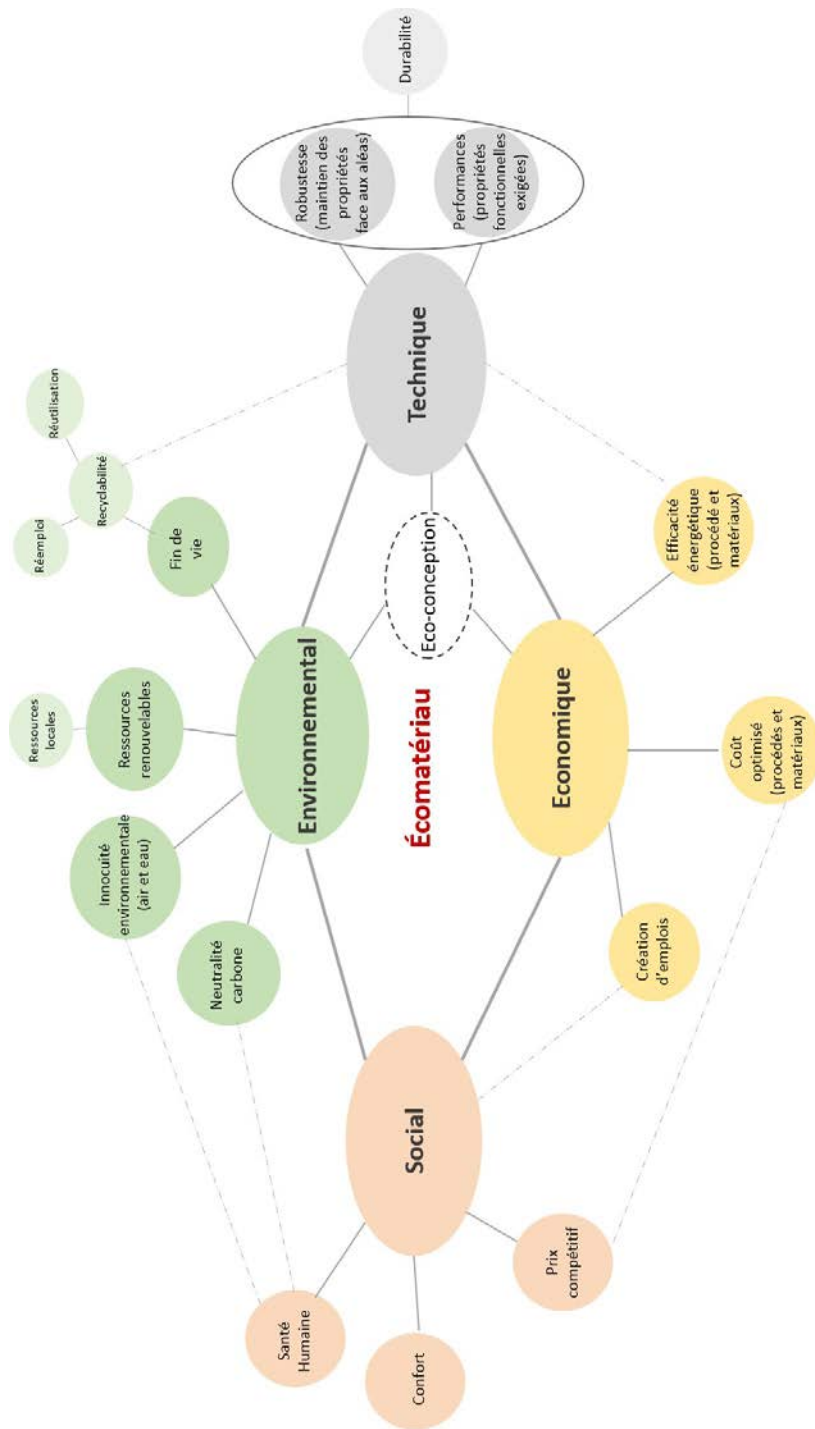 Ressources
locales
Réemploi
Réutilisation
Recyclabilité
Innocuité
environnementale
(air et eau)
Ressources
renouvelables
Fin de
vie
Neutralité
carbone
Santé
Humaine
Environnemental
Robustesse
(maintien des
propriétés
face aux aléas)
Durabilité
Confort
Social
Écomatériau
Eco-conception
Technique
Performances
(propriétés
fonctionnelles
exigées)
Prix
compétitif
Economique
Création
d'emplois
Efficacité
énergétique
(procédé et
matériaux)
Coût
optimisé
(procédés et
matériaux)